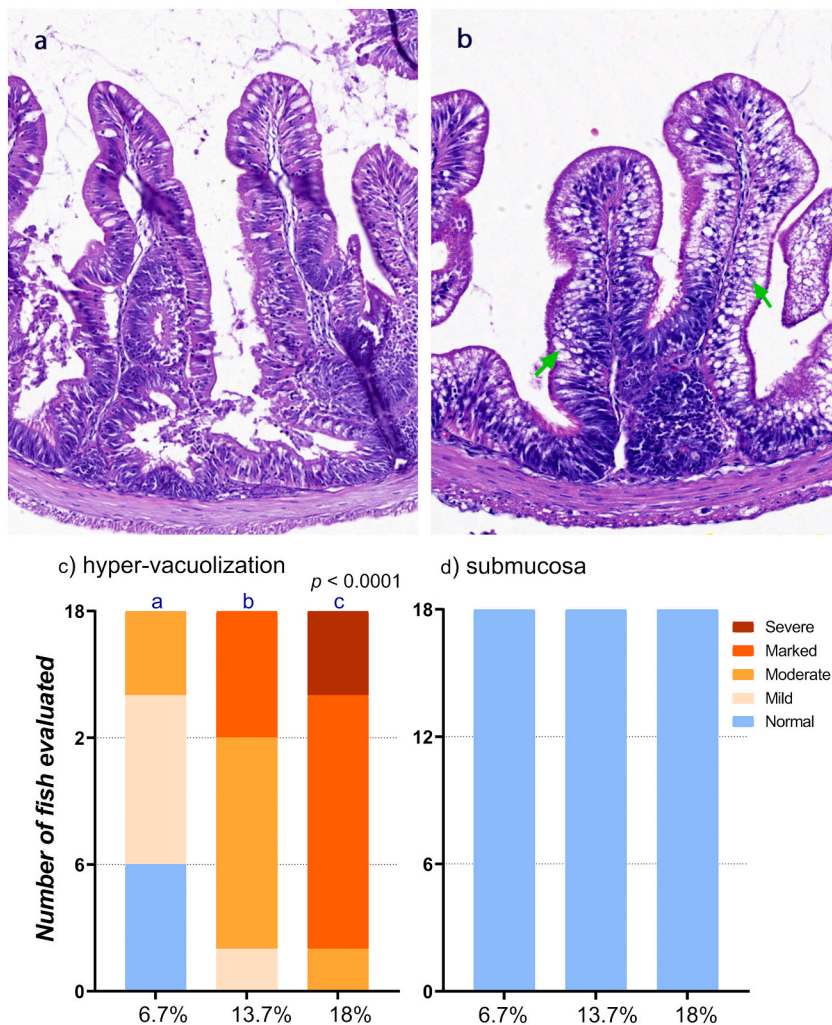 a
b
c) hyper-vacuolization
p < 0.0001
a b c
18
2
6
0
Number of fish evaluated
6.7% 13.7% 18%
d) submucosa
18
12
6
0
6.7% 13.7% 18%
Severe
Marked
Moderate
Mild
Normal